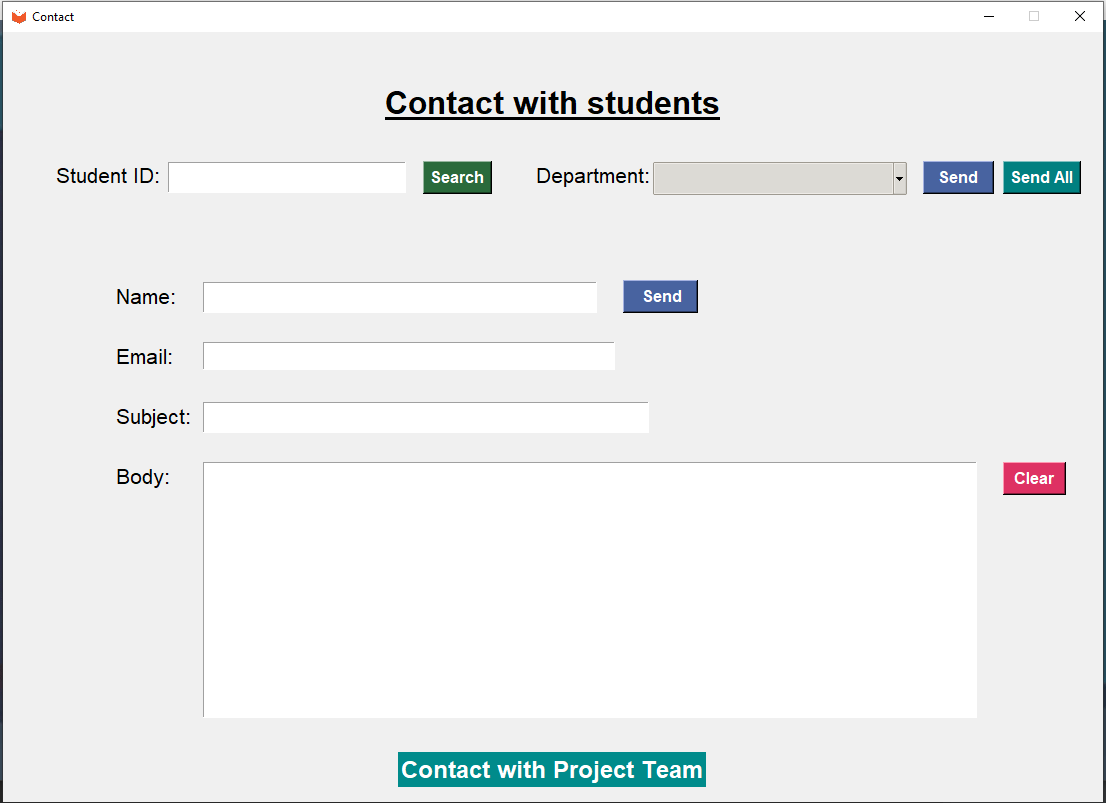 Contact
Contact with students
Student ID: Search Department: Send Send All
Name: Send
Email:
Subject:
Body: Clear
Contact with Project Team